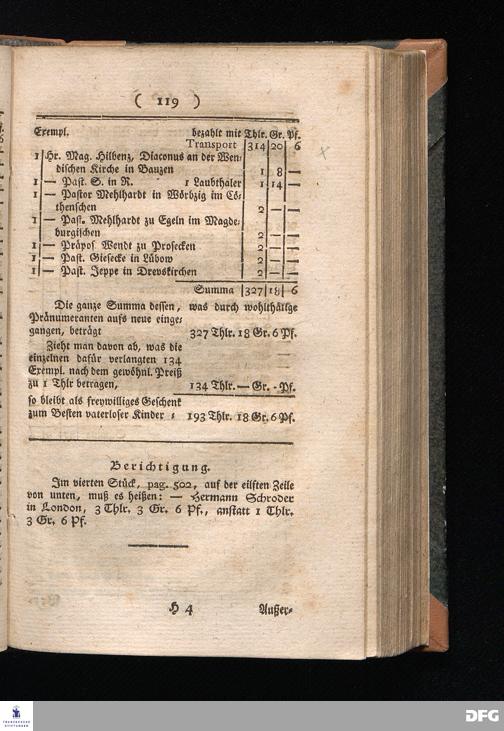 ( 119 )
Exempl. bezahlt mit Thlr. Gr. Pf.
Transport 314 20 6
1 Hr. Mag. Hilbenz, Diaconus an der Wen-
dischen Kirche in Bauzen 1 8 —
1 — Past. S. in R. 1 Laubthaler 1 14 —
1 — Pastor Mehlhardt in Wörbzig im Cö-
thenschen 2 — —
1 — Past. Mehlhardt zu Egeln im Magde-
burgischen 2 — —
1 — Präpos Wendt zu Prosecken 2 — —
1 — Past. Giesecke in Lübow 2 — —
1 — Past. Jeppe in Drevskirchen 2 — —
Summa 327 18 6
Die ganze Summa dessen, was durch wohlthätige
Pränumeranten aufs neue einge-
gangen, beträgt 327 Thlr. 18 Gr. 6 Pf.
Zieht man davon ab, was die
einzelnen dafür verlangten 134
Exempl. nach dem gewöhnl. Preiß
zu 1 Thlr betragen, 134 Thlr. — Gr. - Pf.
so bleibt als freywilliges Geschenk
zum Besten vaterloser Kinder : 193 Thlr. 18 Gr. 6 Pf.
Berichtigung.
Im vierten Stück, pag. 502, auf der eilften Zeile
von unten, muß es heißen: — Hermann Schroder
in London, 3 Thlr. 3 Gr. 6 Pf., anstatt 1 Thlr.
3 Gr. 6 Pf.
H 4 Außer-
FRANCKESCHE
STIFTUNGEN
DFG